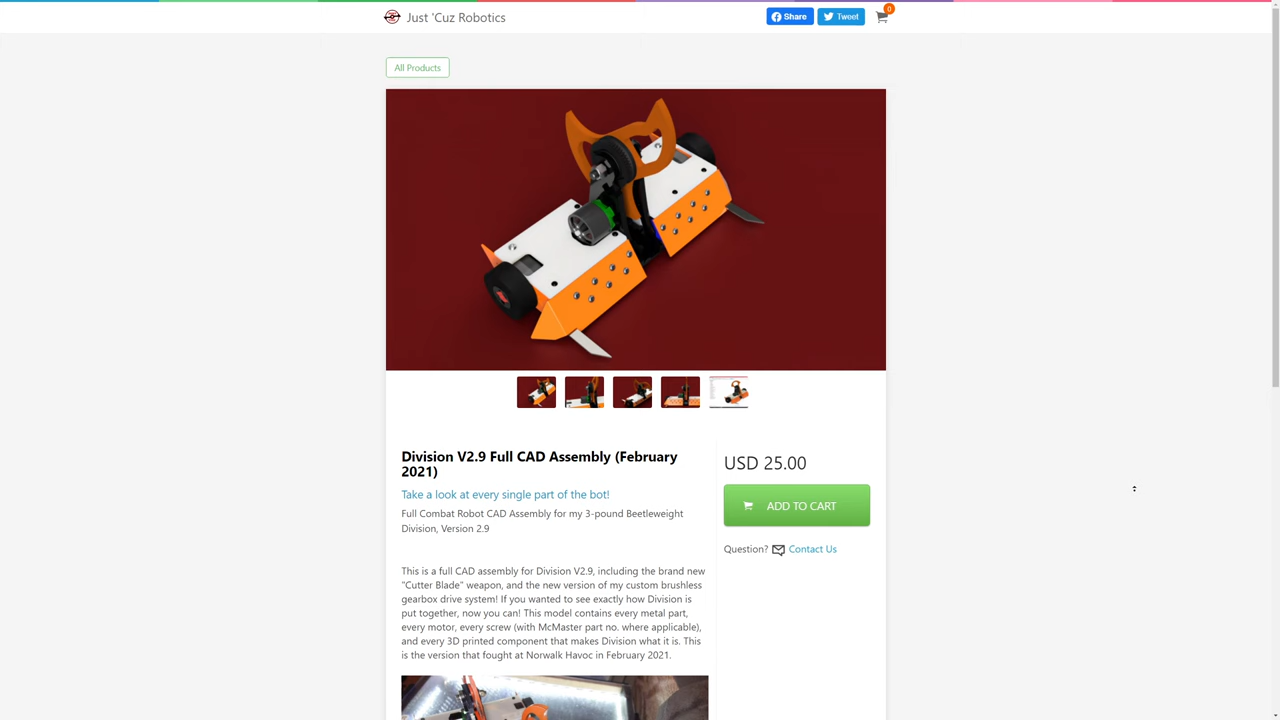 Just 'Cuz Robotics
Share
Tweet
0
All Products
Division V2.9 Full CAD Assembly (February
2021)
Take a look at every single part of the bot!
Full Combat Robot CAD Assembly for my 3-pound Beetleweight
Division, Version 2.9
This is a full CAD assembly for Division V2.9, including the brand new
"Cutter Blade" weapon, and the new version of my custom brushless
gearbox drive system! If you wanted to see exactly how Division is
put together, now you can! This model contains every metal part,
every motor, every screw (with McMaster part no. where applicable),
and every 3D printed component that makes Division what it is. This
is the version that fought at Norwalk Havoc in February 2021.
USD 25.00
ADD TO CART
Question? Contact Us